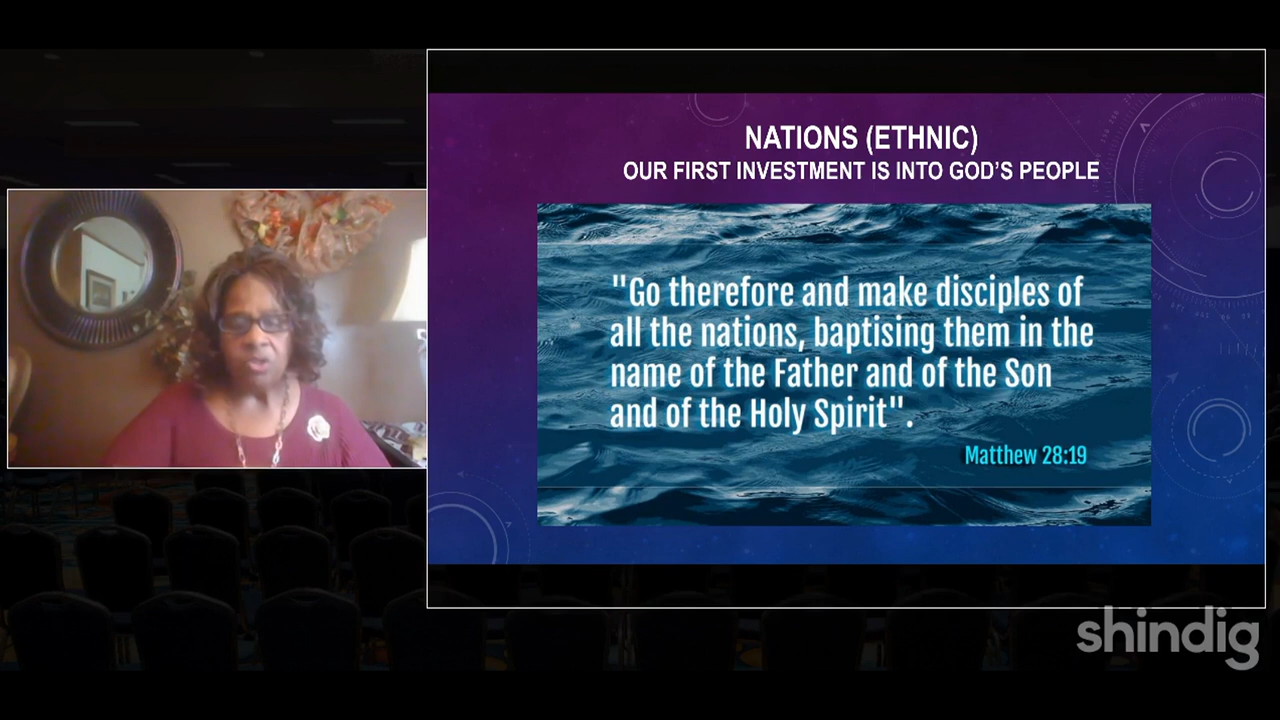 NATIONS (ETHNIC)
OUR FIRST INVESTMENT IS INTO GOD'S PEOPLE
"Go therefore and make disciples of
all the nations, baptising them in the
name of the Father and of the Son
and of the Holy Spirit".
Matthew 28:19
shindig